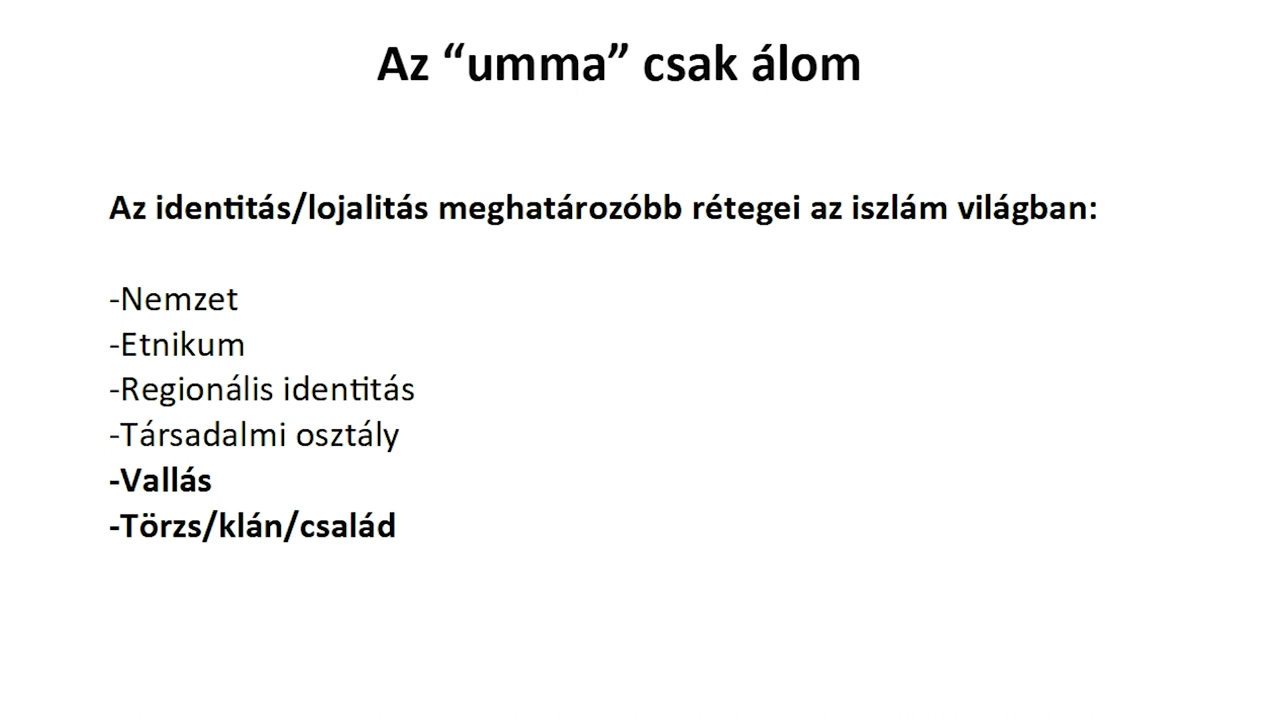 Az “umma” csak álom
Az identitás/lojalitás meghatározóbb rétegei az iszlám világban:
-Nemzet
-Etnikum
-Regionális identitás
-Társadalmi osztály
-Vallás
-Törzs/klán/család